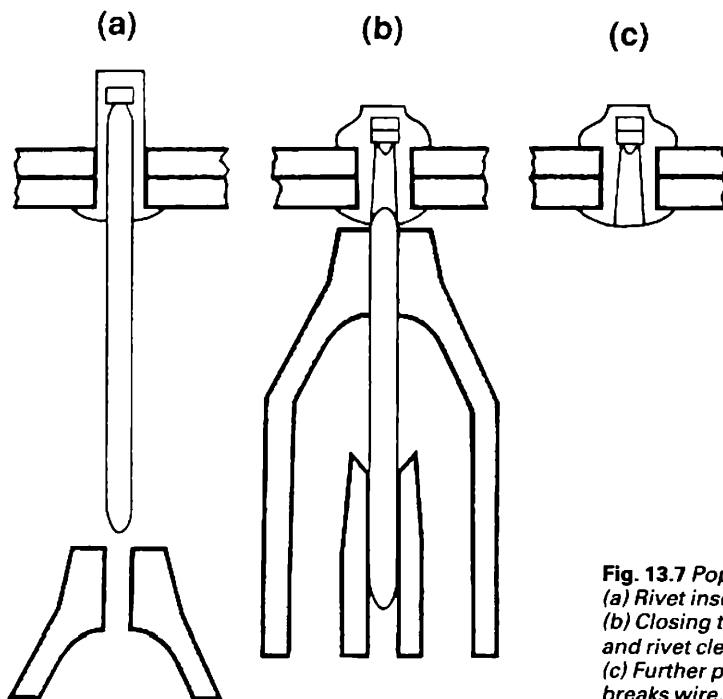 (a)
(b)
(c)
Fig. 13.7 Pop
(a) Rivet inse
(b) Closing t
and rivet cle
(c) Further p
breaks wire